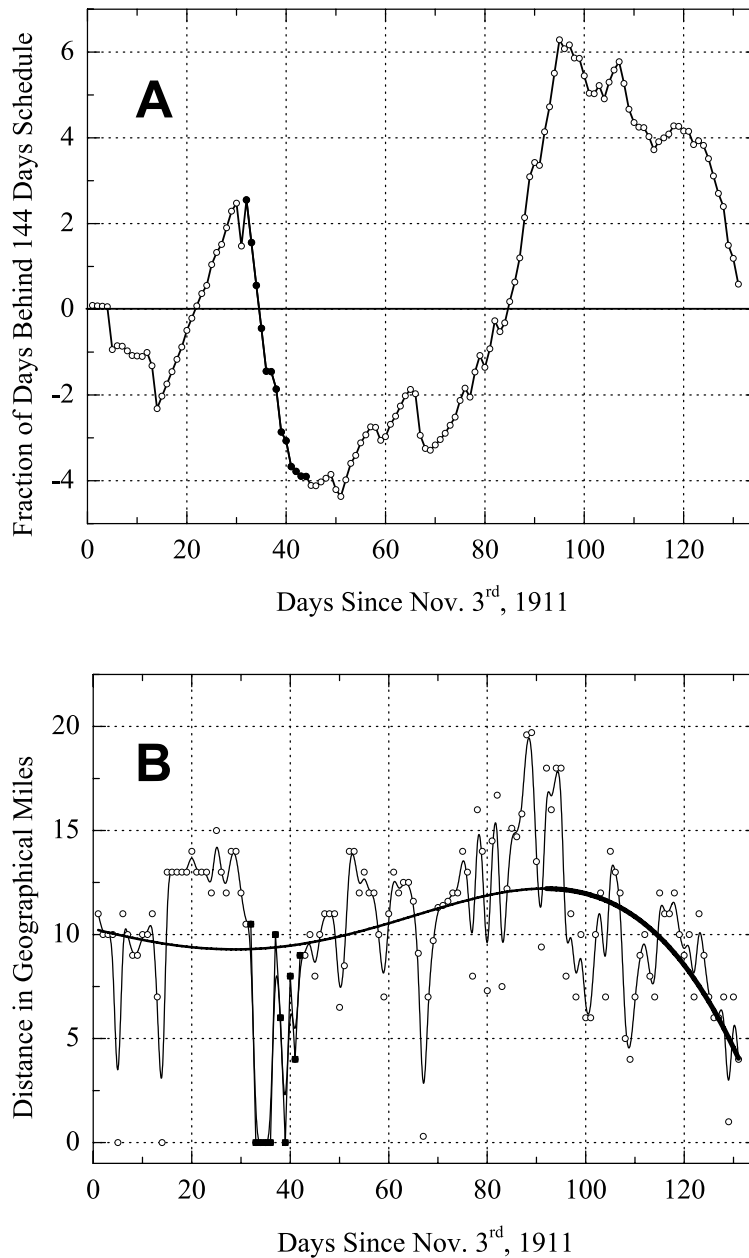 A
Fraction of Days Behind 144 Days Schedule
6
4
2
0
-2
-4
0 20 40 60 80 100 120
Days Since Nov. 3rd, 1911
B
Distance in Geographical Miles
20
15
10
5
0
0 20 40 60 80 100 120
Days Since Nov. 3rd, 1911